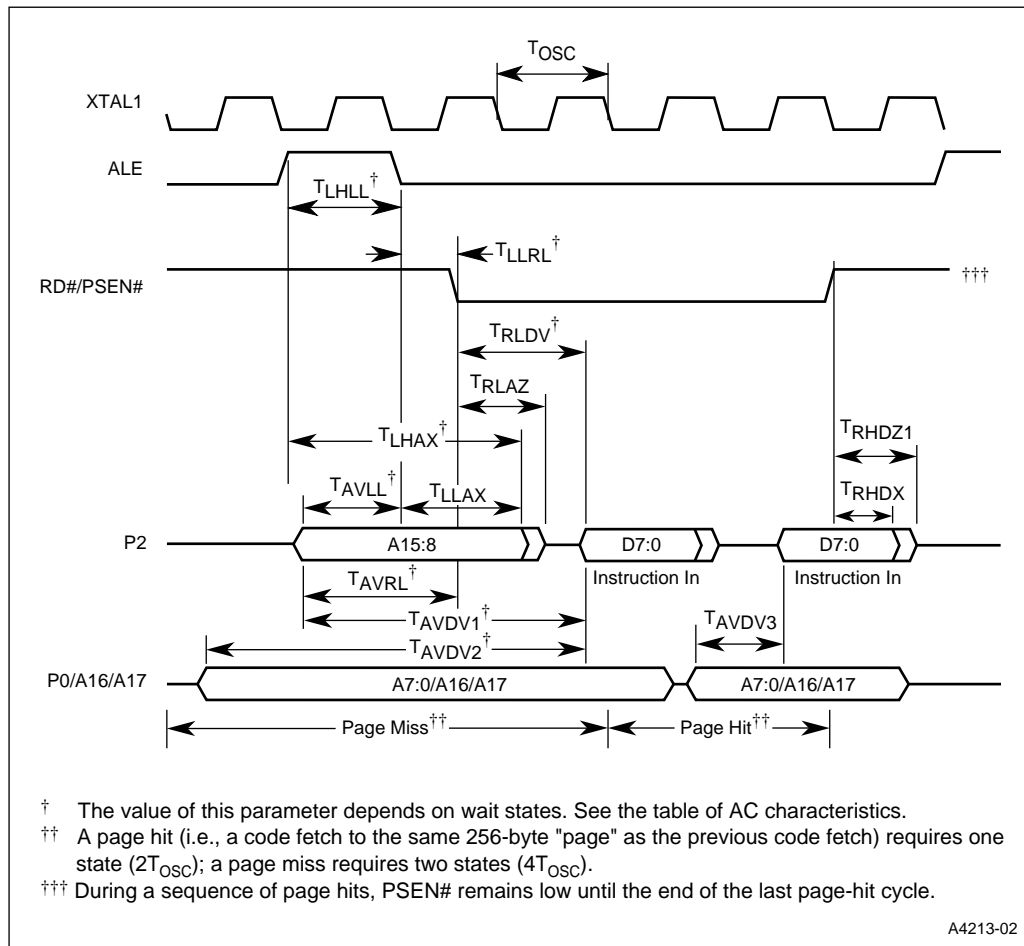 TOSC
XTAL1
ALE
TLHLL†
TLLRL†
RD#/PSEN#
†††
TRLDV†
TRLAZ
TLHAX†
TRHDZ1
TAVLL†
TLLAX
TRHDX
P2
A15:8
D7:0
D7:0
Instruction In
Instruction In
TAVRL†
TAVDV1†
TAVDV3
TAVDV2†
P0/A16/A17
A7:0/A16/A17
A7:0/A16/A17
Page Miss††
Page Hit††
† The value of this parameter depends on wait states. See the table of AC characteristics.
†† A page hit (i.e., a code fetch to the same 256-byte "page" as the previous code fetch) requires one
state (2TOSC); a page miss requires two states (4TOSC).
††† During a sequence of page hits, PSEN# remains low until the end of the last page-hit cycle.
A4213-02